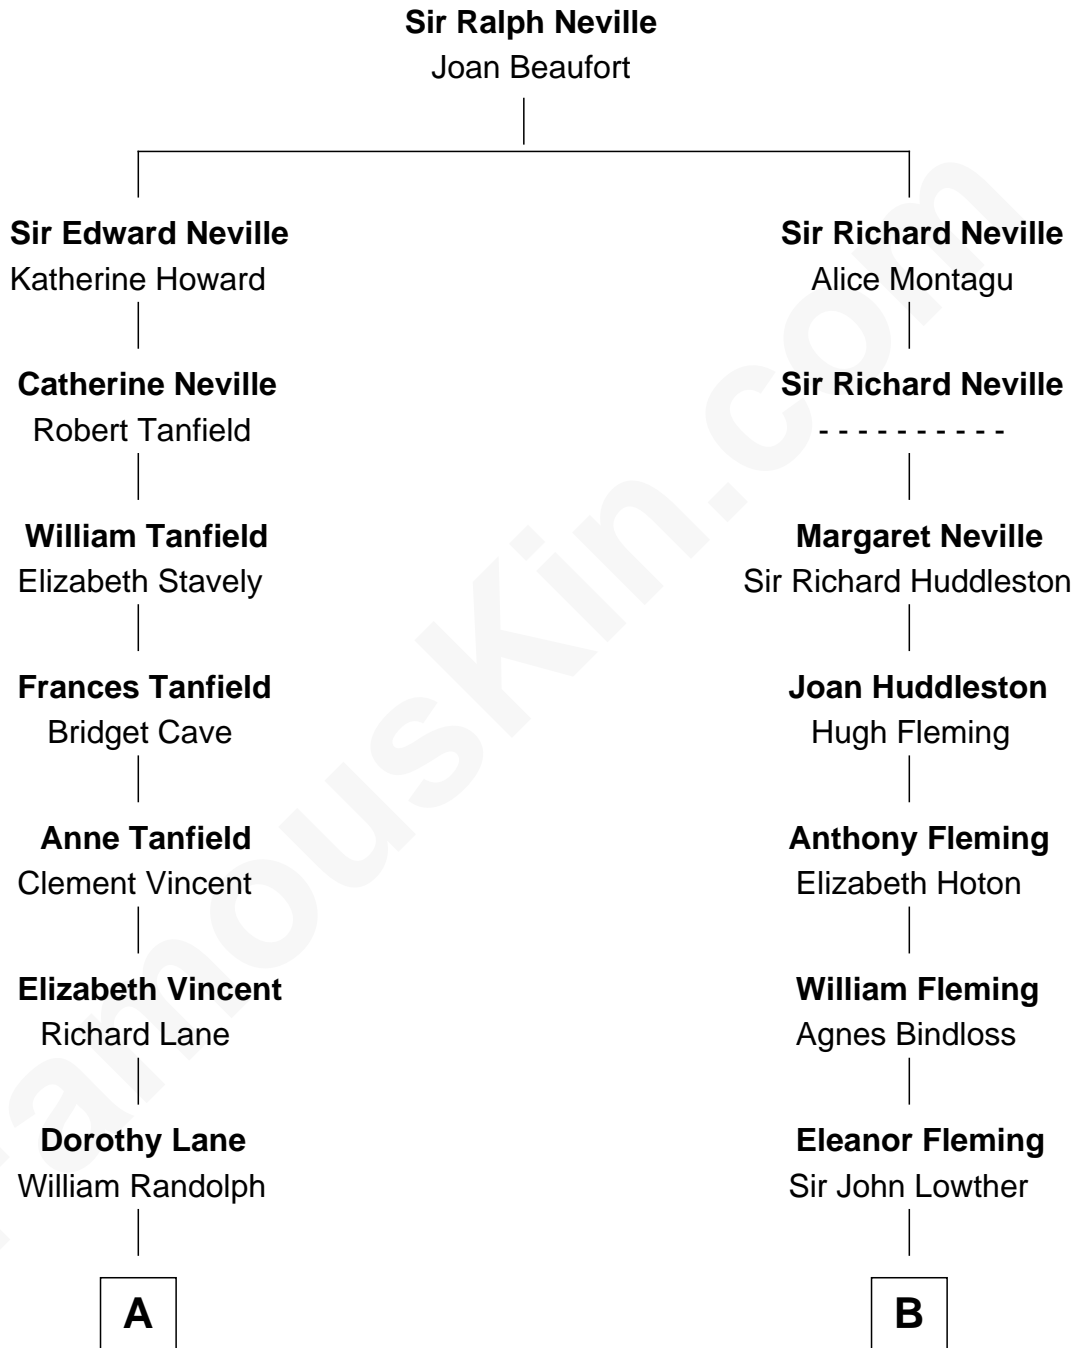 Sir Ralph Neville
Joan Beaufort
Sir Edward Neville
Katherine Howard
Sir Richard Neville
Alice Montagu
Catherine Neville
Robert Tanfield
Sir Richard Neville
- - - - - - - - - -
William Tanfield
Elizabeth Stavely
Margaret Neville
Sir Richard Huddleston
Frances Tanfield
Bridget Cave
Joan Huddleston
Hugh Fleming
Anne Tanfield
Clement Vincent
Anthony Fleming
Elizabeth Hoton
Elizabeth Vincent
Richard Lane
William Fleming
Agnes Bindloss
Dorothy Lane
William Randolph
Eleanor Fleming
Sir John Lowther
A
B
FamousKin.com